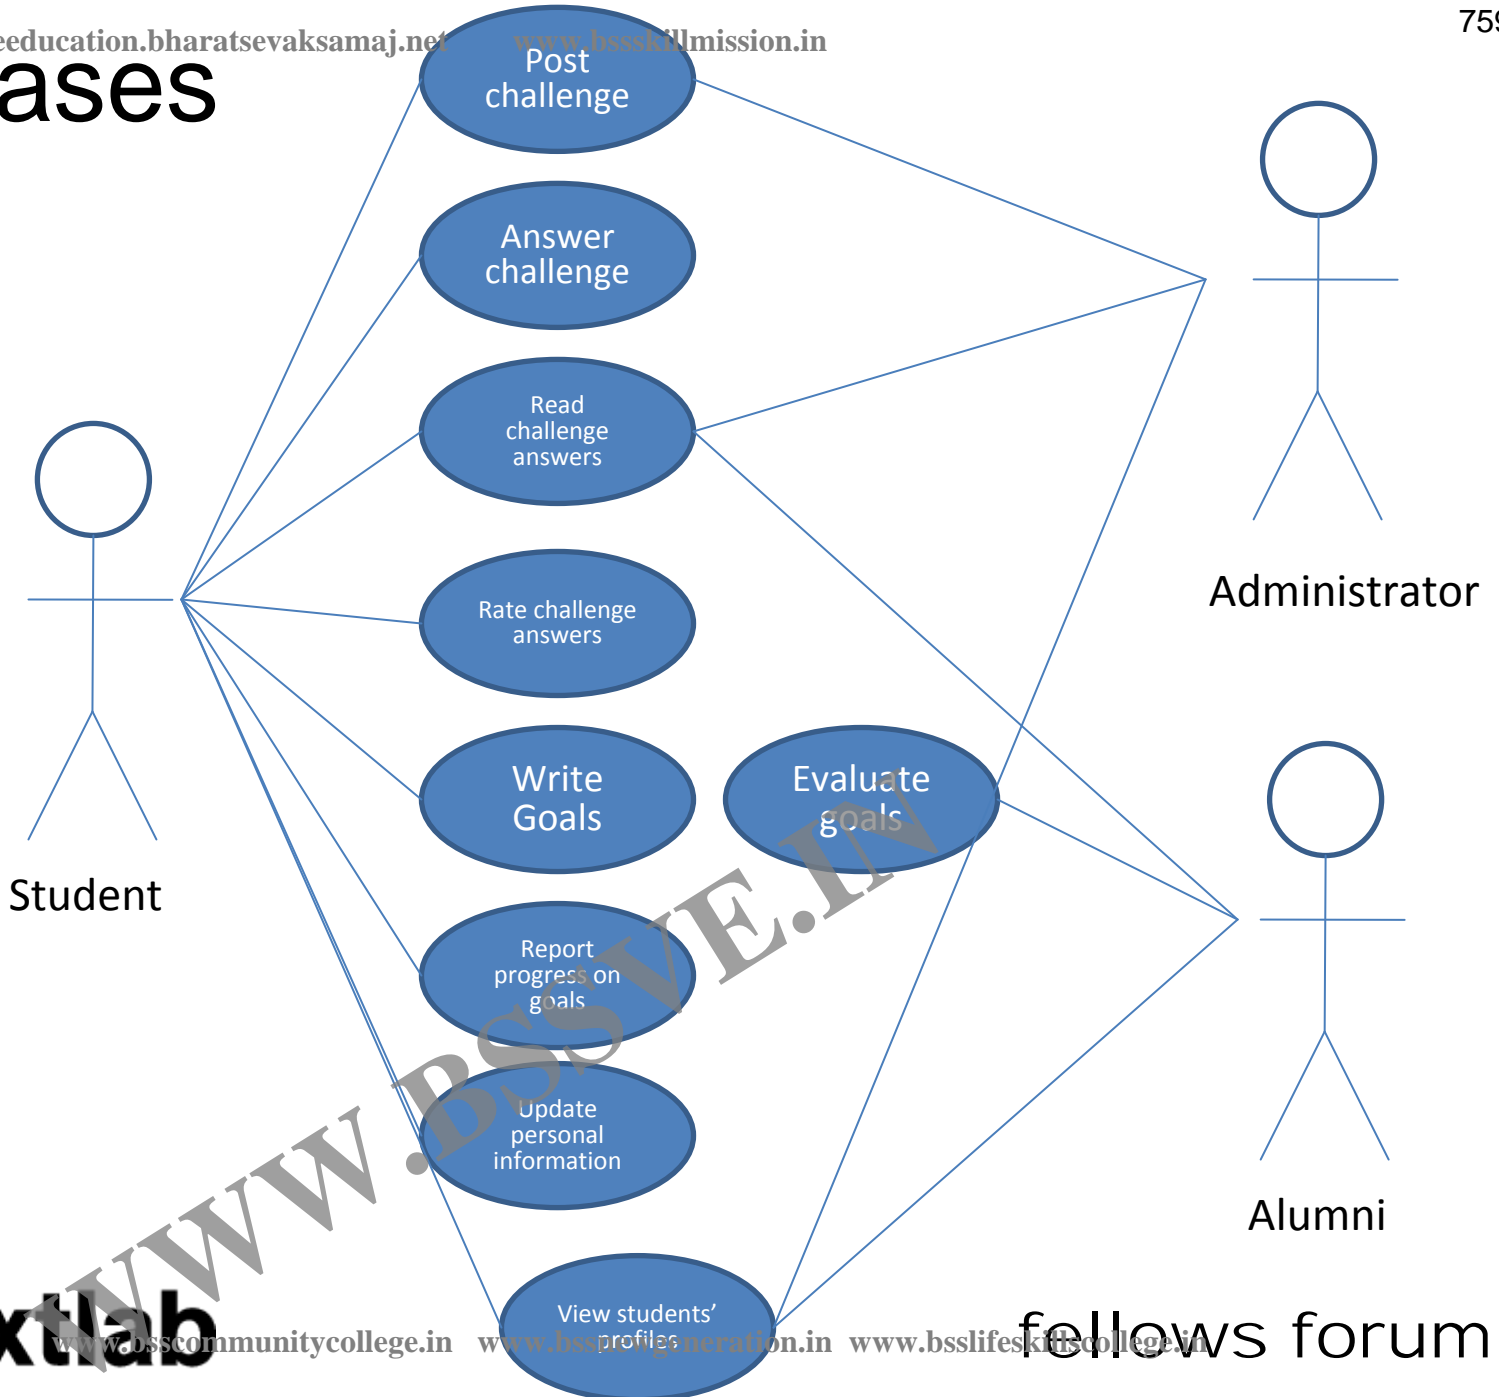 eeducation.bharatsevaksamaj.net www.bssskillmission.in
759
ases
Post
challenge
Answer
challenge
Read
challenge
answers
Rate challenge
answers
Write
Goals
Evaluate
goals
Report
progress on
goals
Update
personal
information
View students’
profiles
Student
Administrator
Alumni
WWW.BSSVE.IN
xtlab
fellows forum
www.bsscommunitycollege.in www.bssnewgeneration.in www.bsslifeskillscollege.in